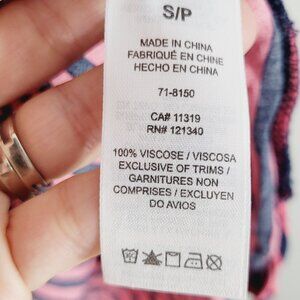 S/P
MADE IN CHINA
FABRIQUÉ EN CHINE
HECHO EN CHINA
71-8150
CA# 11319
RN# 121340
100% VISCOSE / VISCOSA
EXCLUSIVE OF TRIMS /
GARNITURES NON
COMPRISES / EXCLUYEN
DO AVIOS